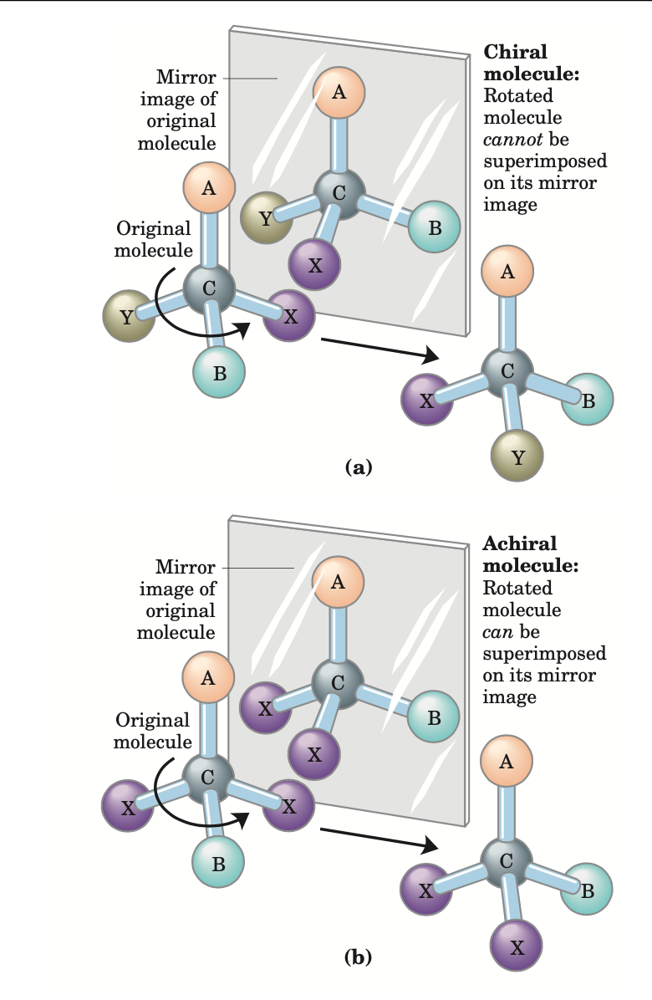 Mirror
image of
original
molecule
A
Y
C
X
B
Chiral
molecule:
Rotated
molecule
cannot be
superimposed
on its mirror
image
Original
molecule
A
C
Y
X
B
A
C
X
B
Y
(a)
Mirror
image of
original
molecule
A
C
X
X
B
Achiral
molecule:
Rotated
molecule
can be
superimposed
on its mirror
image
Original
molecule
A
C
X
X
B
A
C
X
B
X
(b)